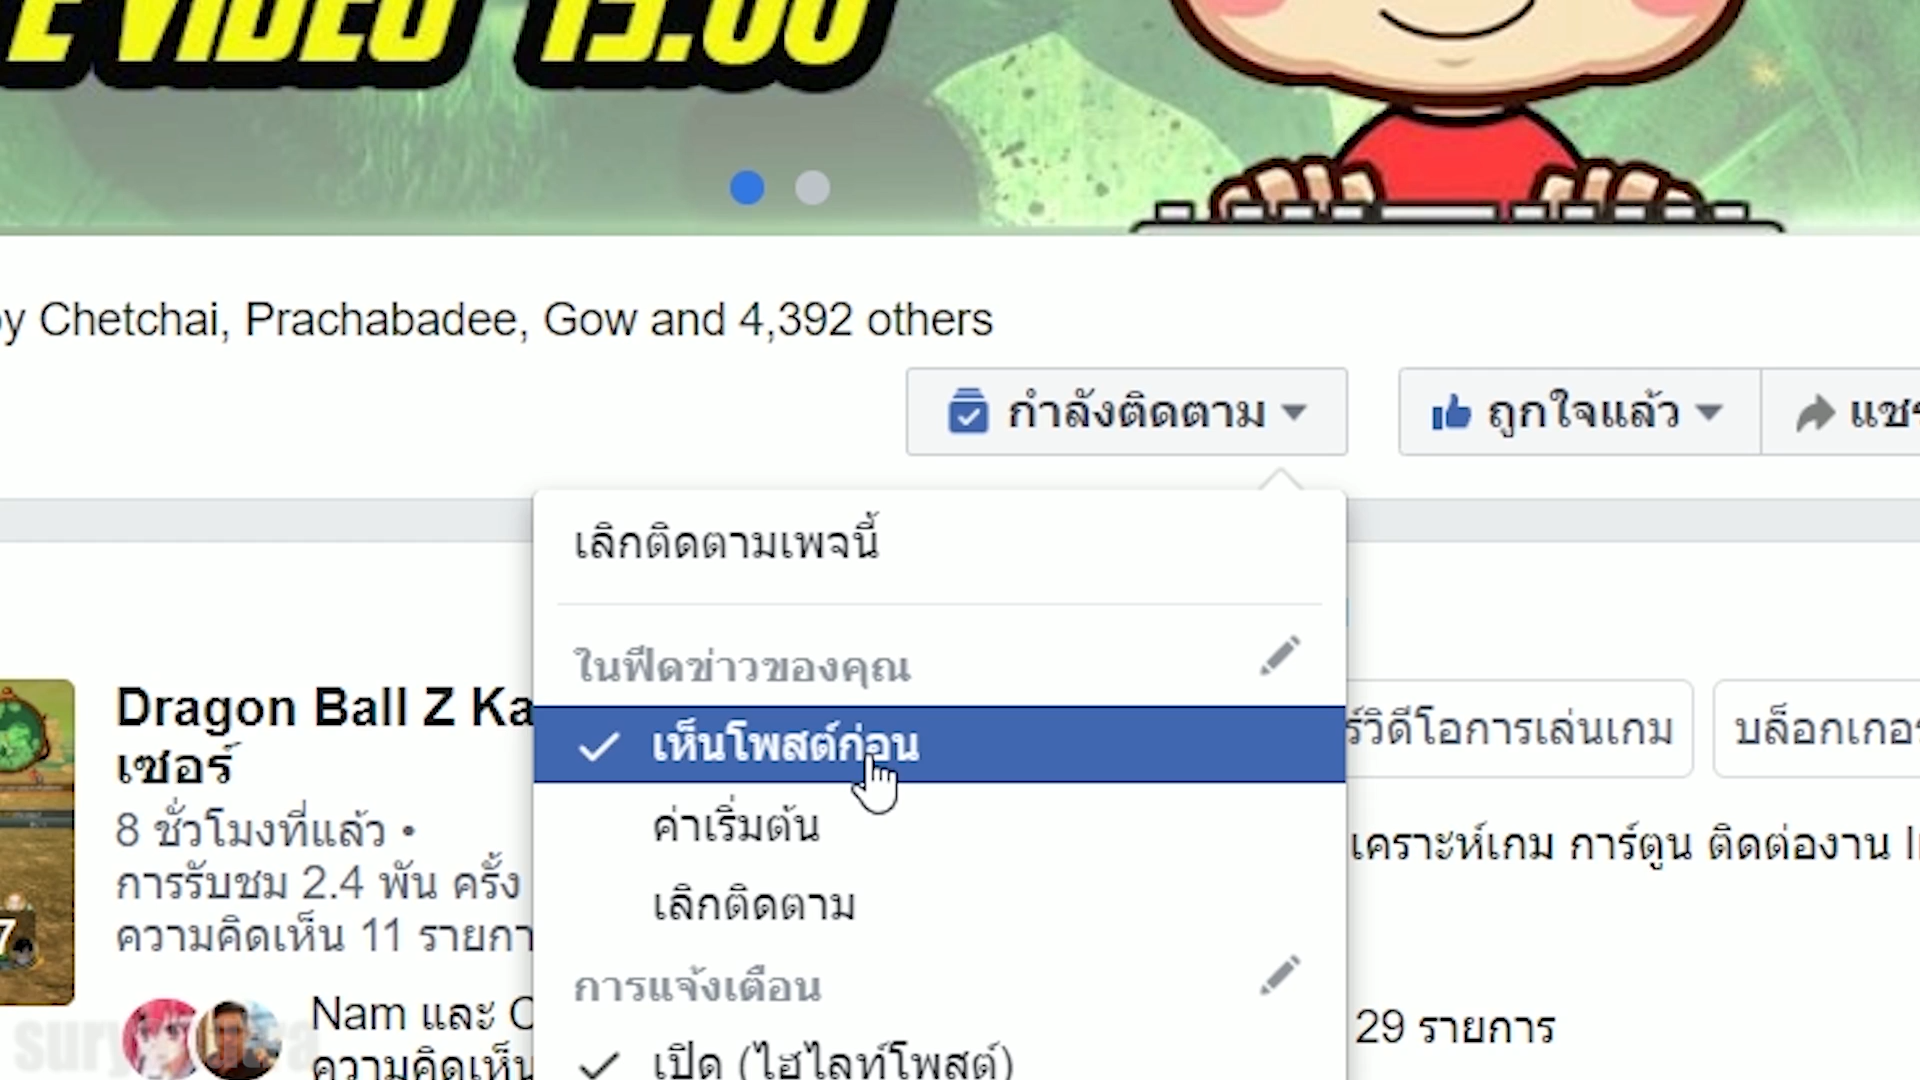 E VIDEO 15.00
by Chetchai, Prachabadee, Gow and 4,392 others
กำลังติดตาม
ถูกใจแล้ว
เลิกติดตามเพจนี้
ในฟีดข่าวของคุณ
เห็นโพสต์ก่อน
ค่าเริ่มต้น
เลิกติดตาม
การแจ้งเตือน
เปิด (ไฮไลท์โพสต์)
Dragon Ball Z Ka
เซอร์
8 ชั่วโมงที่แล้ว •
การรับชม 2.4 พัน ครั้ง
ความคิดเห็น 11 รายกา
7
Nam และ
ความคิดเห็น
ร์วิดีโอการเล่นเกม
บล็อกเกอร
เคราะห์เกม การ์ตูน ติดต่องาน
29 รายการ